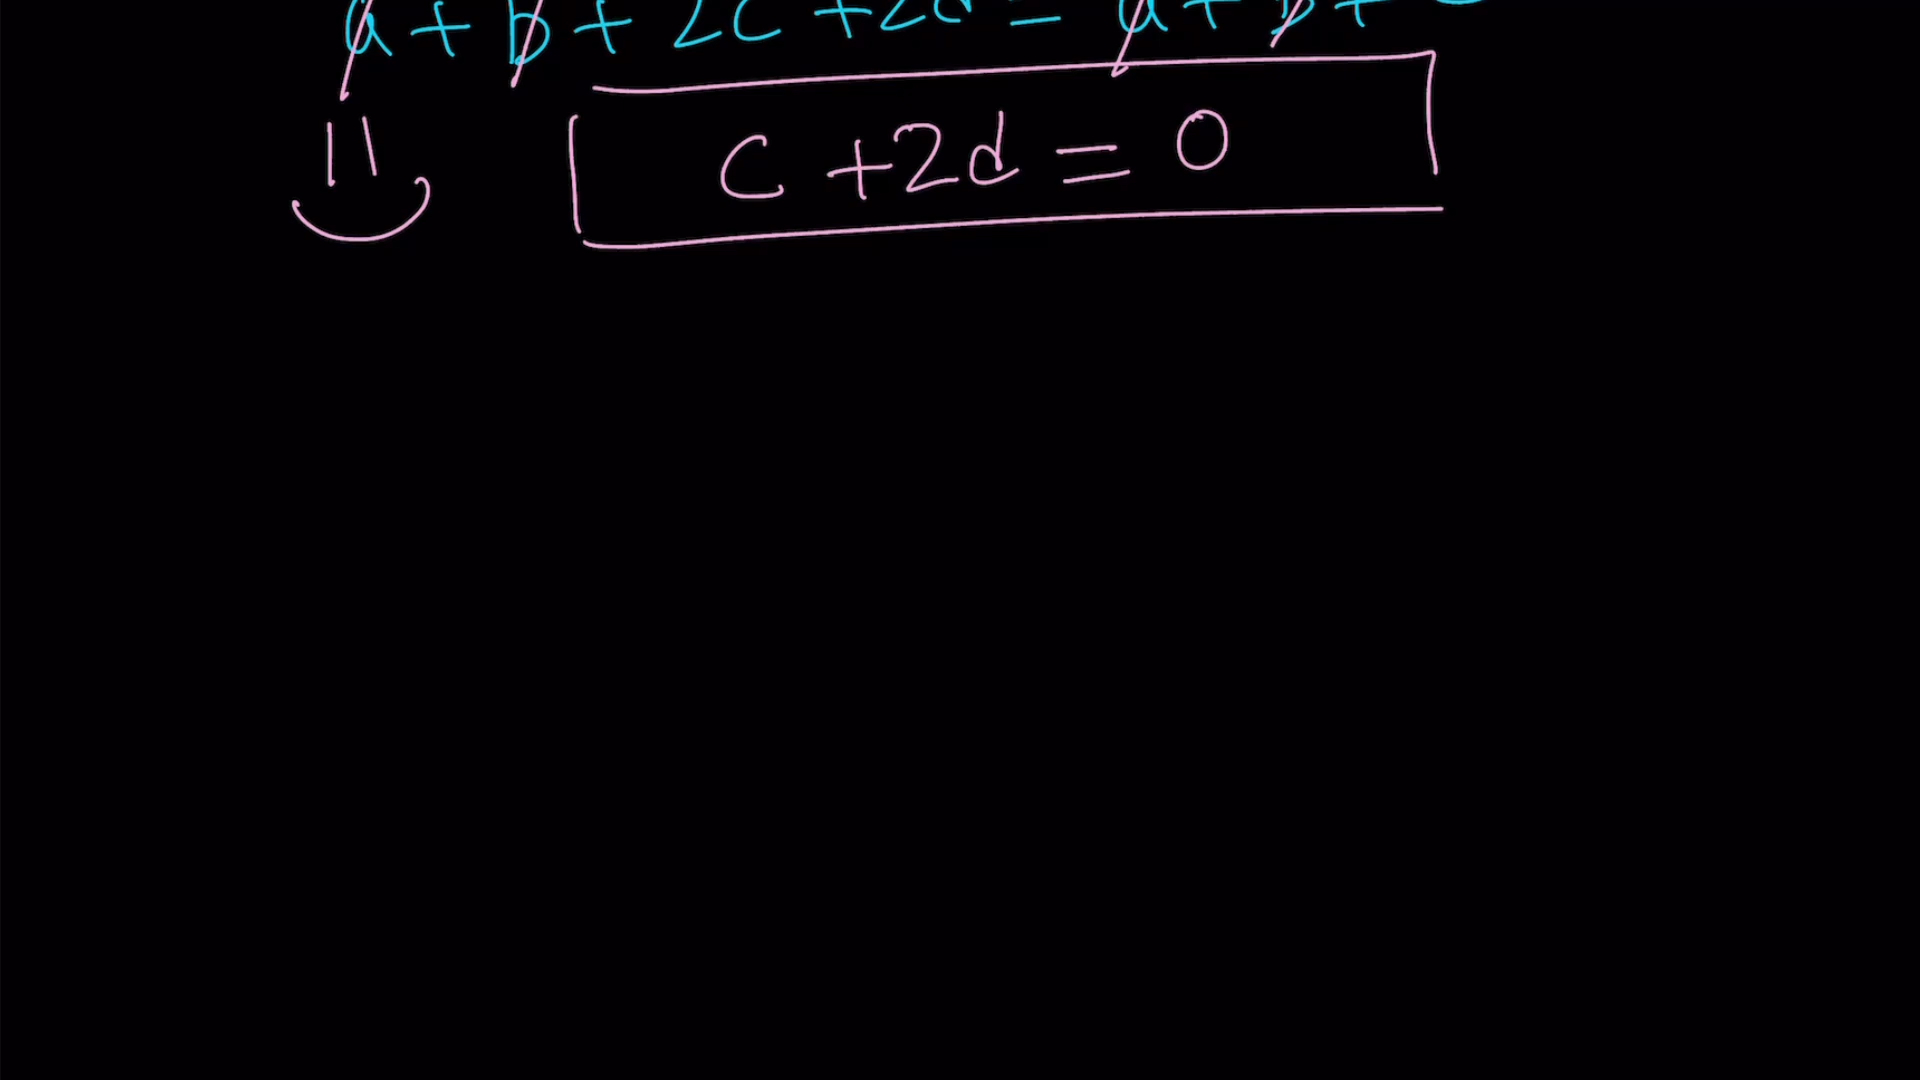 a + b + 2c + 2d = a + b +
c + 2d = 0